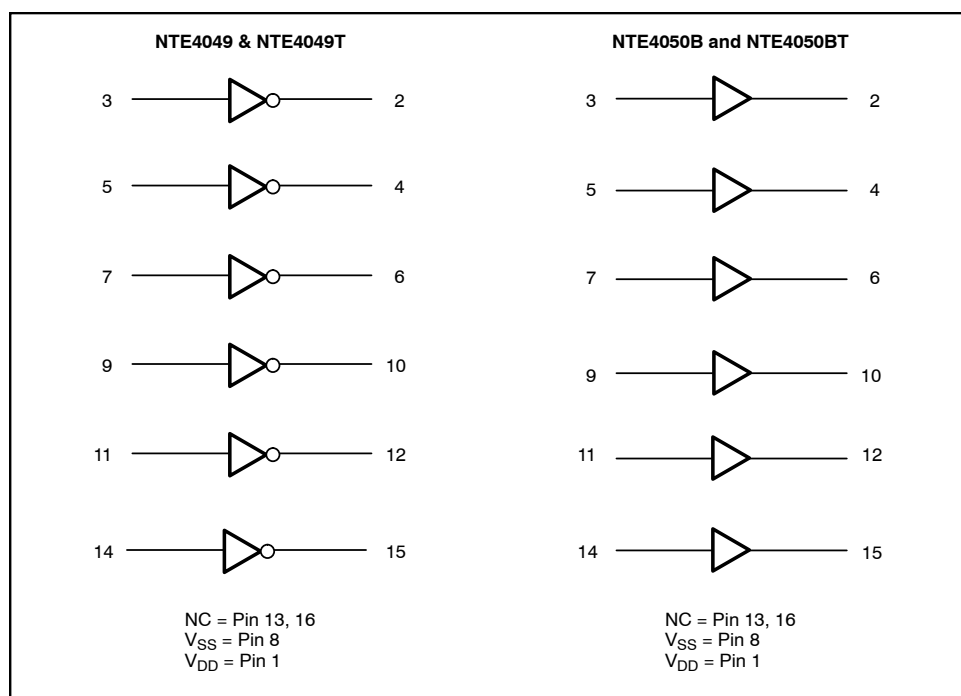 NTE4049 & NTE4049T
3 2
5 4
7 6
9 10
11 12
14 15
NC = Pin 13, 16
VSS = Pin 8
VDD = Pin 1
NTE4050B and NTE4050BT
3 2
5 4
7 6
9 10
11 12
14 15
NC = Pin 13, 16
VSS = Pin 8
VDD = Pin 1